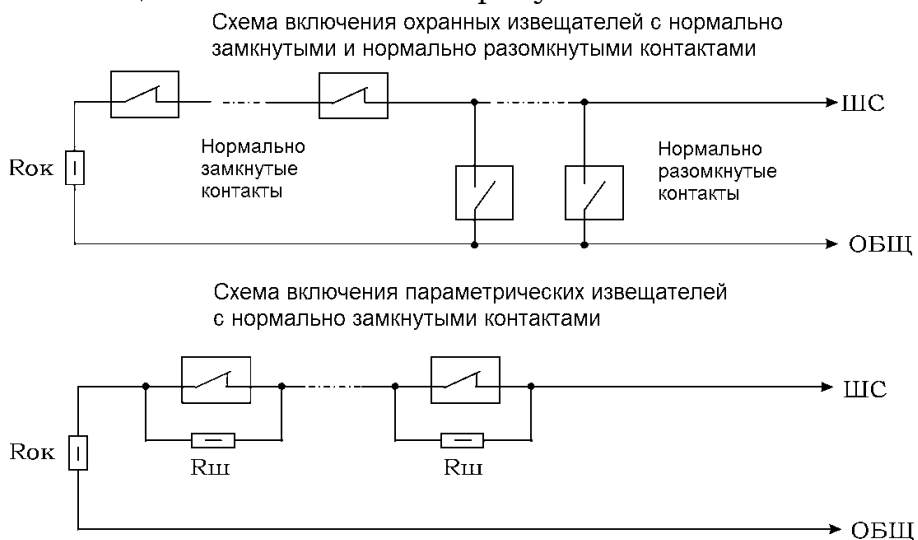 Схема включения охранных извещателей с нормально
замкнутыми и нормально разомкнутыми контактами
ШС
Нормально
замкнутые
контакты
Нормально
разомкнутые
контакты
Rок
ОБЩ
Схема включения параметрических извещателей
с нормально замкнутыми контактами
ШС
Rок
Rш
Rш
ОБЩ